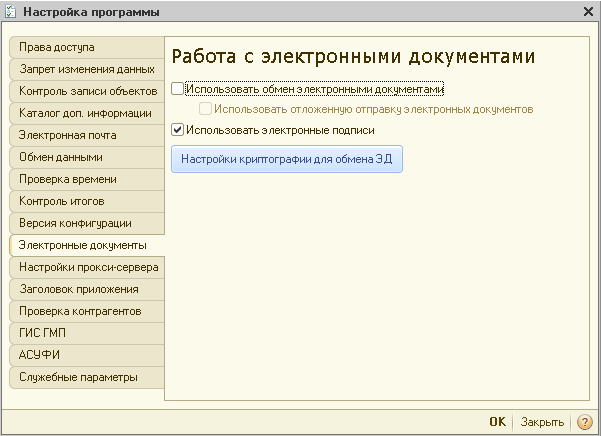 Настройка программы
Права доступа
Запрет изменения данных
Контроль записи объектов
Каталог доп. информации
Электронная почта
Обмен данными
Проверка времени
Контроль итогов
Версия конфигурации
Электронные документы
Настройки прокси-сервера
Заголовок приложения
Проверка контрагентов
ГИС ГМП
АСУФИ
Служебные параметры
Работа с электронными документами
Использовать обмен электронными документами
Использовать отложенную отправку электронных документов
Использовать электронные подписи
Настройки криптографии для обмена ЭД
OK
Закрыть
?